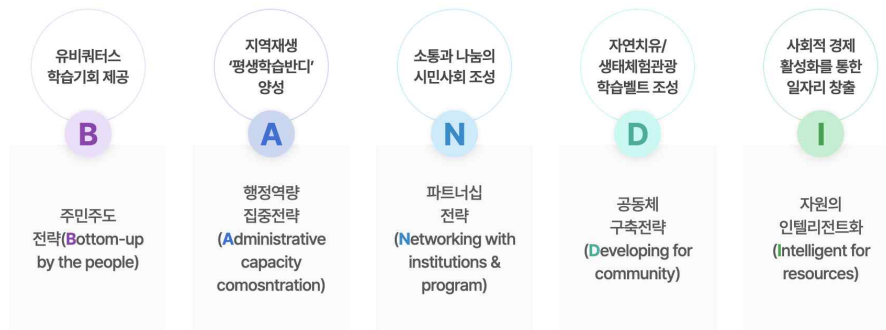 유비쿼터스
학습기회 제공
B
주민주도
전략(Bottom-up
by the people)
지역재생
‘평생학습반디’
양성
A
행정역량
집중전략
(Administrative
capacity
comosntration)
소통과 나눔의
시민사회 조성
N
파트너십
전략
(Networking with
institutions &
program)
자연치유/
생태체험관광
학습벨트 조성
D
공동체
구축전략
(Developing for
community)
사회적 경제
활성화를 통한
일자리 창출
I
자원의
인텔리전트화
(Intelligent for
resources)